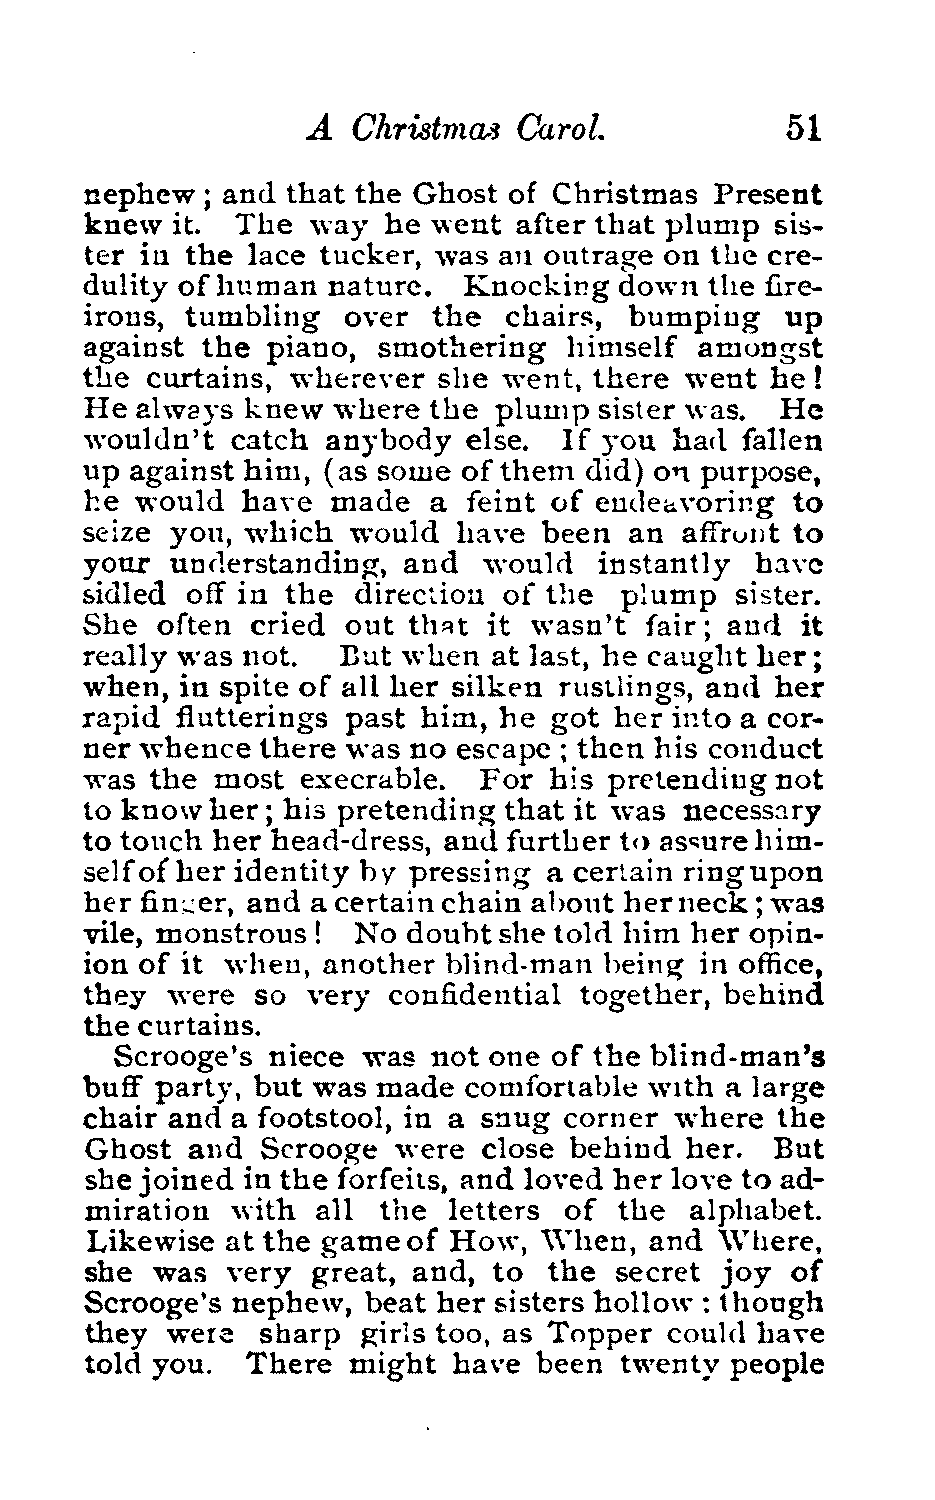 A Christmas Carol. 51
nephew; and that the Ghost of Christmas Present
knew it. The way he went after that plump sis-
ter in the lace tucker, was an outrage on the cre-
dulity of human nature. Knocking down the fire-
irons, tumbling over the chairs, bumping up
against the piano, smothering himself amongst
the curtains, wherever she went, there went he!
He always knew where the plump sister was. He
wouldn't catch anybody else. If you had fallen
up against him, (as some of them did) on purpose,
he would have made a feint of endeavoring to
seize you, which would have been an affront to
your understanding, and would instantly have
sidled off in the direction of the plump sister.
She often cried out that it wasn't fair; and it
really was not. But when at last, he caught her;
when, in spite of all her silken rustlings, and her
rapid flutterings past him, he got her into a cor-
ner whence there was no escape; then his conduct
was the most execrable. For his pretending not
to know her; his pretending that it was necessary
to touch her head-dress, and further to assure him-
self of her identity by pressing a certain ring upon
her finger, and a certain chain about her neck; was
vile, monstrous! No doubt she told him her opin-
ion of it when, another blind-man being in office,
they were so very confidential together, behind
the curtains.
Scrooge's niece was not one of the blind-man's
buff party, but was made comfortable with a large
chair and a footstool, in a snug corner where the
Ghost and Scrooge were close behind her. But
she joined in the forfeits, and loved her love to ad-
miration with all the letters of the alphabet.
Likewise at the game of How, When, and Where,
she was very great, and, to the secret joy of
Scrooge's nephew, beat her sisters hollow: though
they were sharp girls too, as Topper could have
told you. There might have been twenty people